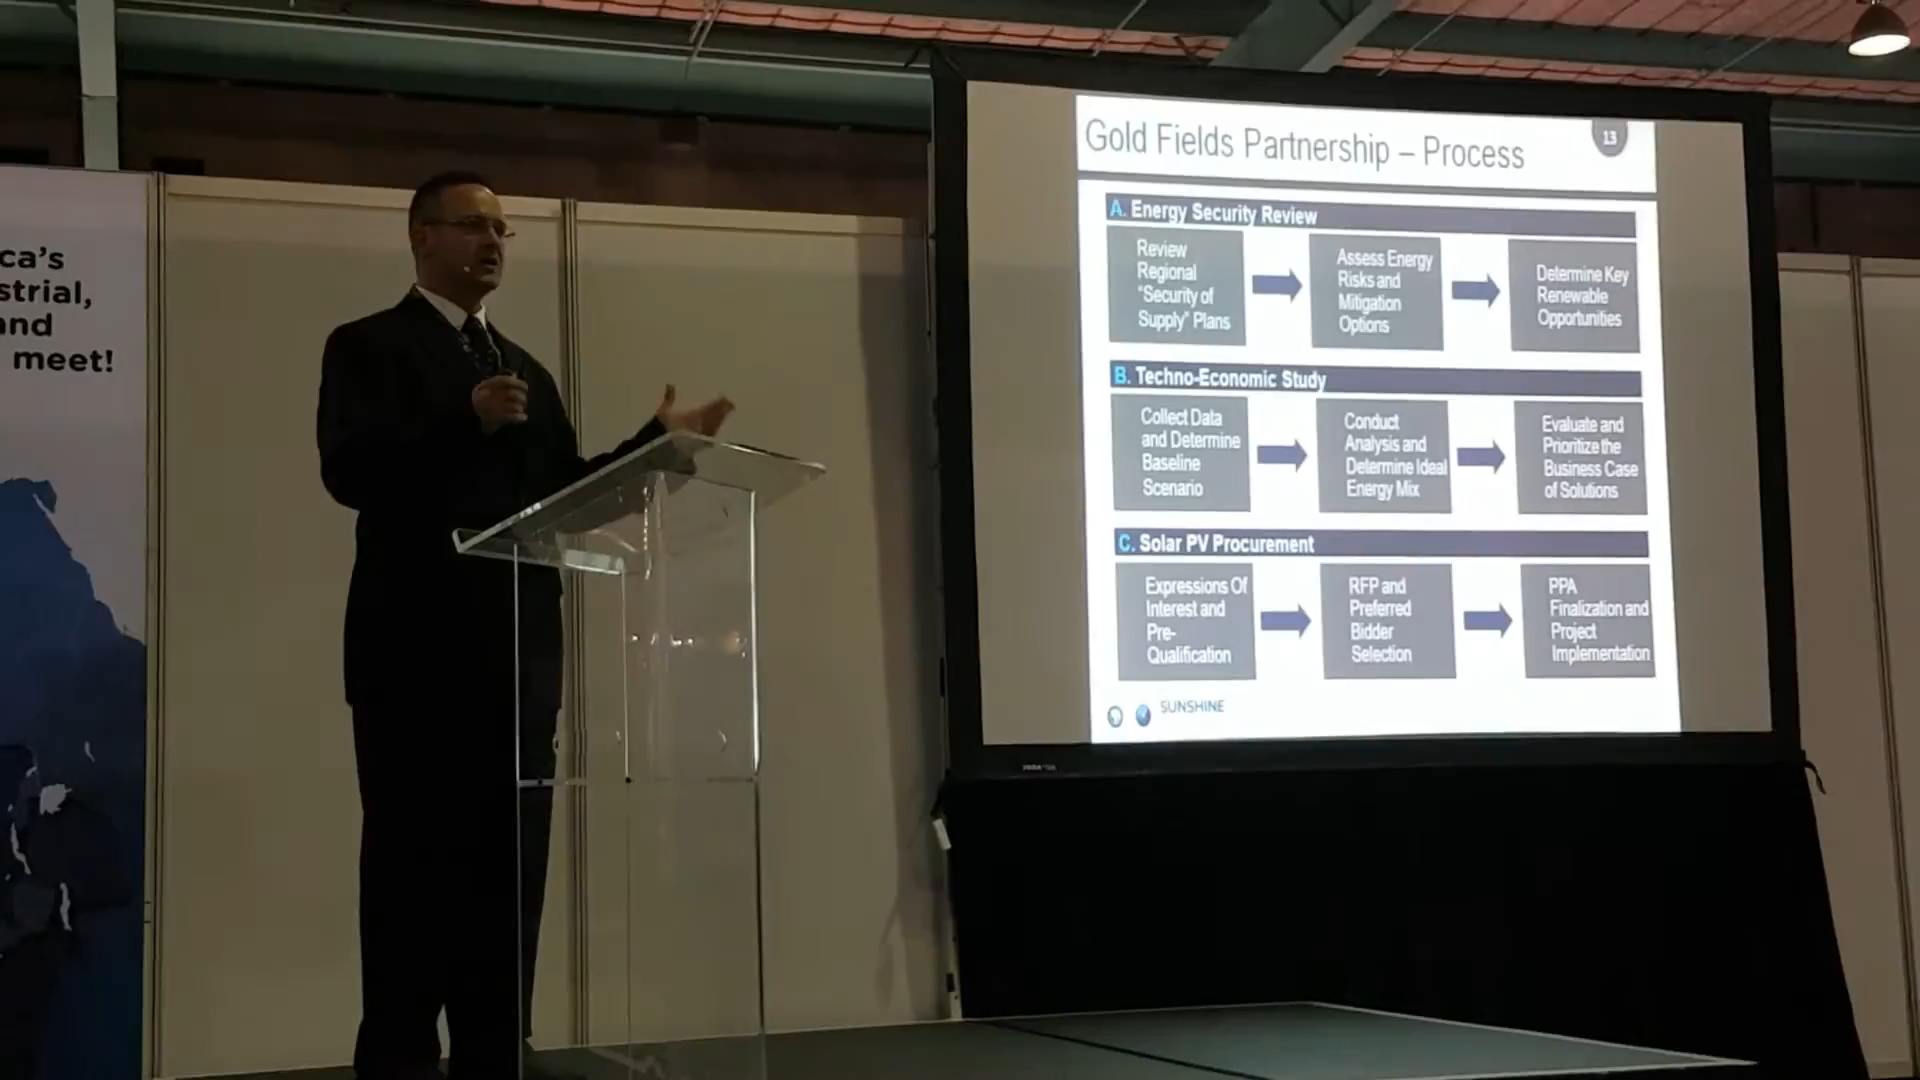 ca's
strial,
and
meet!
Gold Fields Partnership – Process
13
A. Energy Security Review
Review
Regional
"Security of
Supply" Plans
Assess Energy
Risks and
Mitigation
Options
Determine Key
Renewable
Opportunities
B. Techno-Economic Study
Collect Data
and Determine
Baseline
Scenario
Conduct
Analysis and
Determine Ideal
Energy Mix
Evaluate and
Prioritize the
Business Case
of Solutions
C. Solar PV Procurement
Expressions Of
Interest and
Pre-
Qualification
RFP and
Preferred
Bidder
Selection
PPA
Finalization and
Project
Implementation
SUNSHINE